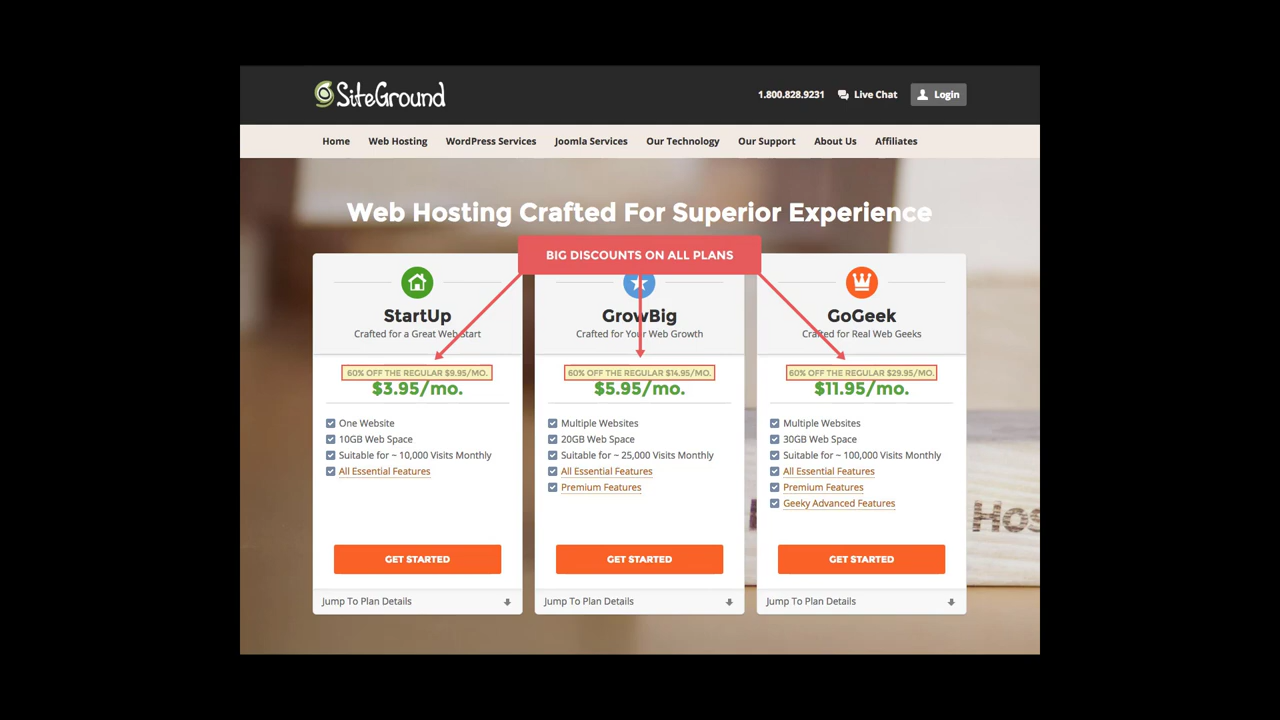 SiteGround
1.800.828.9231 Live Chat Login
Home Web Hosting WordPress Services Joomla Services Our Technology Our Support About Us Affiliates
Web Hosting Crafted For Superior Experience
BIG DISCOUNTS ON ALL PLANS
StartUp
Crafted for a Great Web Start
60% OFF THE REGULAR $9.95/MO.
$3.95/mo.
One Website
10GB Web Space
Suitable for ~ 10,000 Visits Monthly
All Essential Features
GET STARTED
Jump To Plan Details
GrowBig
Crafted for Your Web Growth
60% OFF THE REGULAR $14.95/MO.
$5.95/mo.
Multiple Websites
20GB Web Space
Suitable for ~ 25,000 Visits Monthly
All Essential Features
Premium Features
GET STARTED
Jump To Plan Details
GoGeek
Crafted for Real Web Geeks
60% OFF THE REGULAR $29.95/MO.
$11.95/mo.
Multiple Websites
30GB Web Space
Suitable for ~ 100,000 Visits Monthly
All Essential Features
Premium Features
Geeky Advanced Features
GET STARTED
Jump To Plan Details